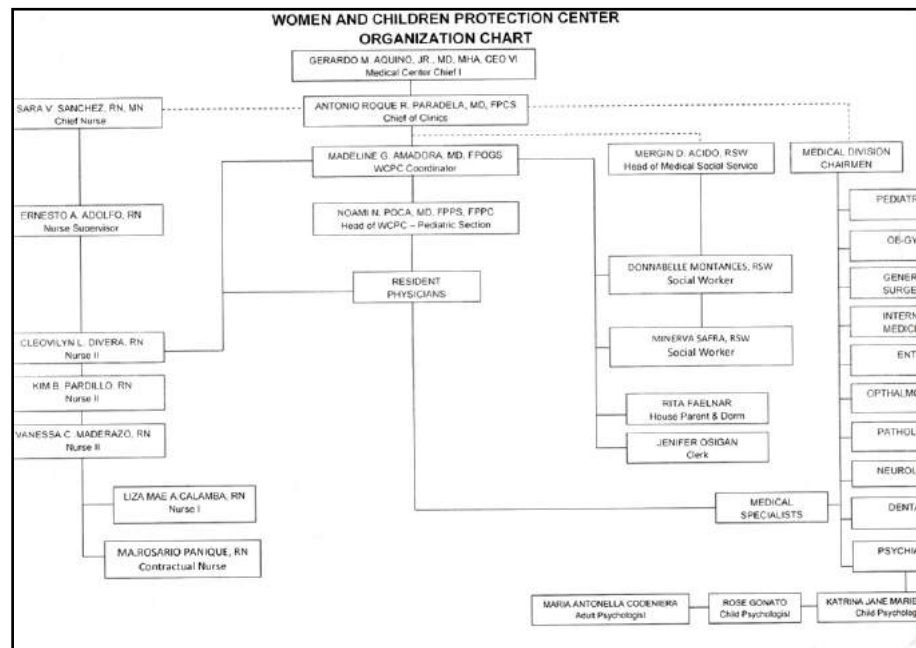 WOMEN AND CHILDREN PROTECTION CENTER
ORGANIZATION CHART
GERARDO M. AQUINO, JR., MD, MHA, CEO VI
Medical Center Chief I
SARA V. SANCHEZ, RN, MN
Chief Nurse
ANTONIO ROQUE R. PARADELA, MD, FPCS
Chief of Clinics
MADELINE G. AMADORA, MD, FPOGS
WCPC Coordinator
MERGIN D. ACIDO, RSW
Head of Medical Social Service
MEDICAL DIVISION
CHAIRMEN
ERNESTO A. ADOLFO, RN
Nurse Supervisor
NOAMI N. POCA, MD, FPPS, FPPC
Head of WCPC – Pediatric Section
PEDIATR
OB-GY
DONNABELLE MONTANCES, RSW
Social Worker
RESIDENT
PHYSICIANS
GENER
SURGE
INTERN
MEDICI
CLEOVILYN L. DIVERA, RN
Nurse II
MINERVA SAFRA, RSW
Social Worker
ENT
KIM B. PARDILLO, RN
Nurse II
RITA FAELNAR
House Parent & Dorm
OPTHALMO
VANESSA C. MADERAZO, RN
Nurse II
JENIFER OSIGAN
Clerk
PATHOL
NEUROL
LIZA MAE A.CALAMBA, RN
Nurse I
MEDICAL
SPECIALISTS
DENTA
MA.ROSARIO PANIQUE, RN
Contractual Nurse
PSYCHIA
MARIA ANTONELLA CODENIERA
Adult Psychologist
ROSE GONATO
Child Psychologist
KATRINA JANE MARIE
Child Psycholog